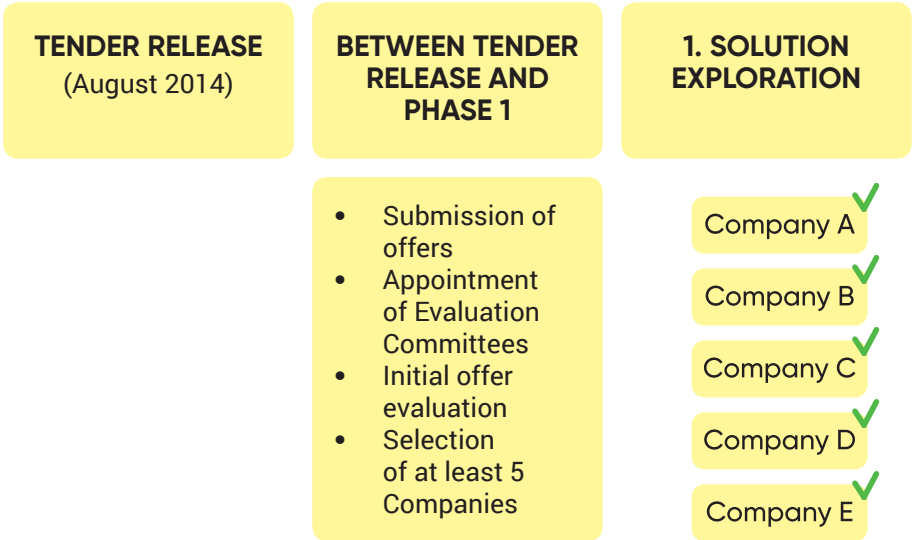 TENDER RELEASE
(August 2014)
BETWEEN TENDER
RELEASE AND
PHASE 1
1. SOLUTION
EXPLORATION
• Submission of
offers
• Appointment
of Evaluation
Committees
• Initial offer
evaluation
• Selection
of at least 5
Companies
Company A
Company B
Company C
Company D
Company E